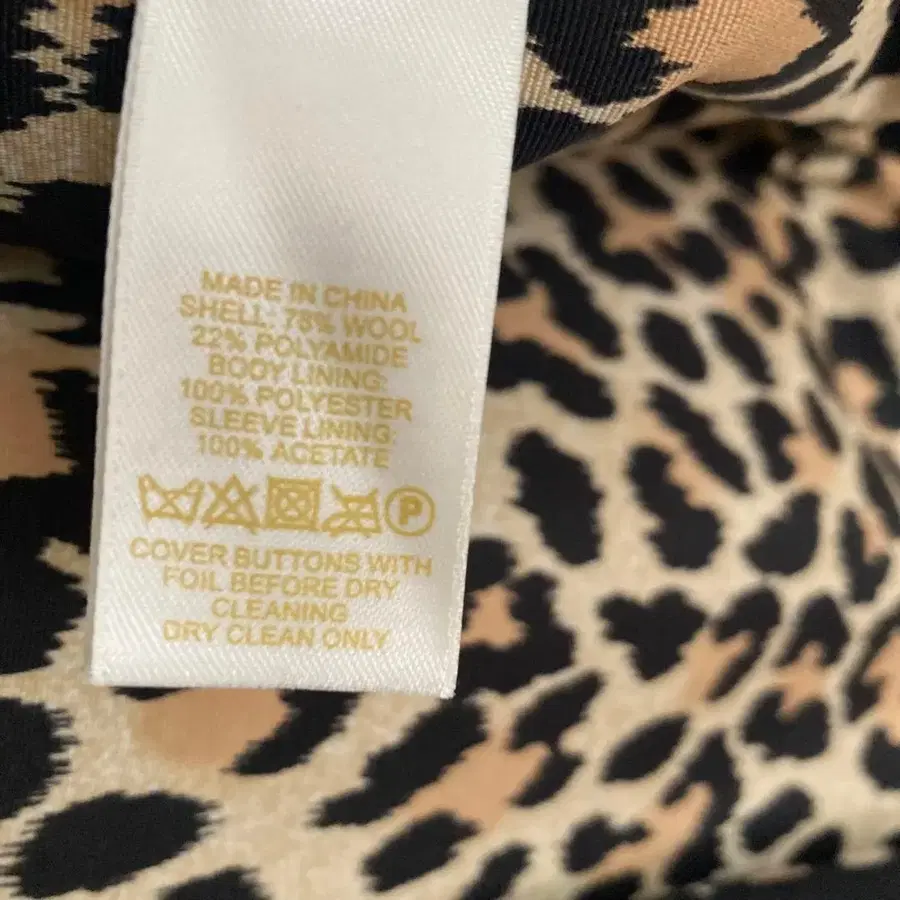 MADE IN CHINA
SHELL: 78% WOOL
22% POLYAMIDE
BODY LINING:
100% POLYESTER
SLEEVE LINING:
100% ACETATE
P
COVER BUTTONS WITH
FOIL BEFORE DRY
CLEANING
DRY CLEAN ONLY